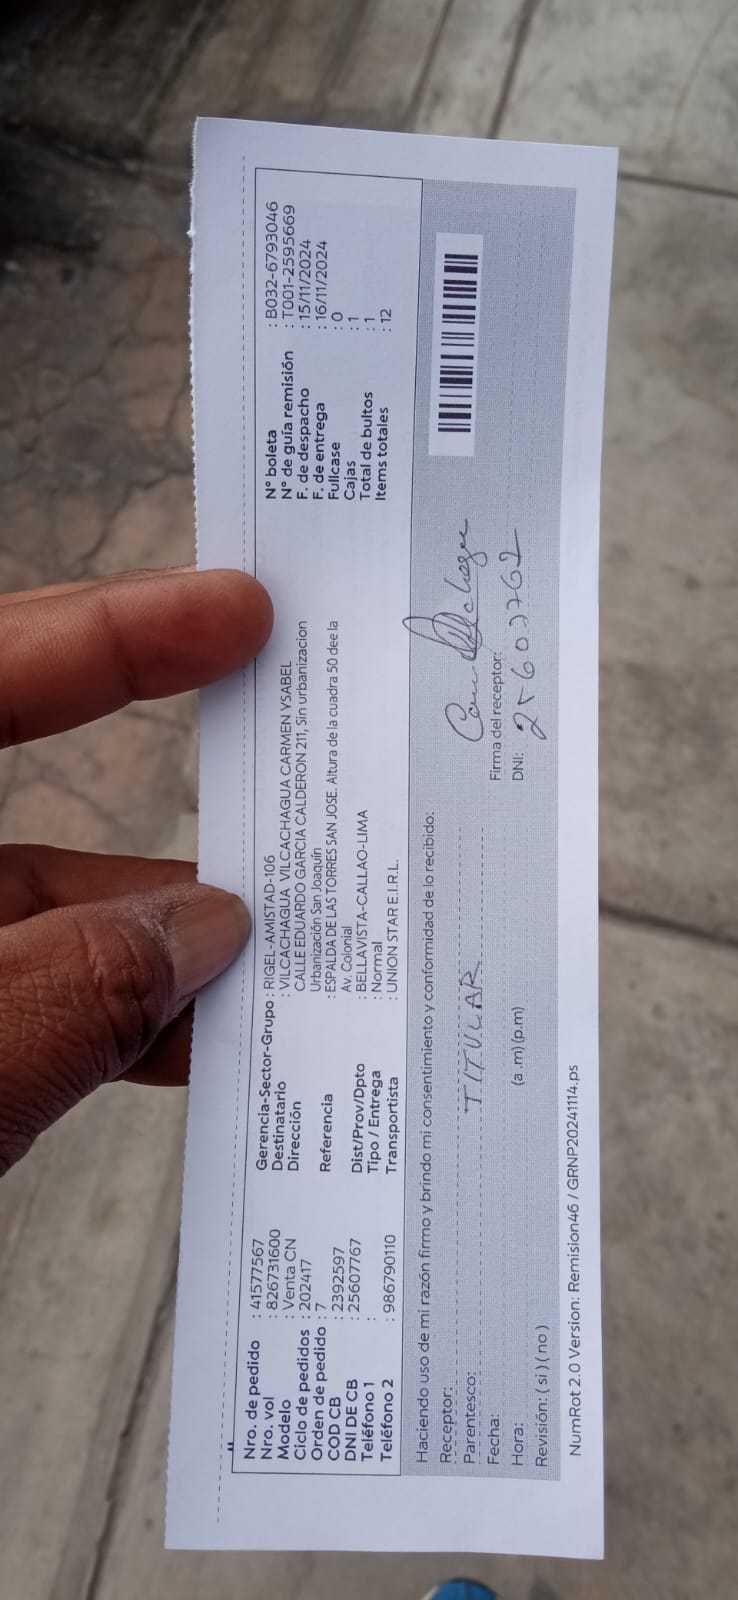 Nro. de pedido : 41577567
Nro. vol : 826731600
Modelo : Venta CN
Ciclo de pedidos : 202417
Orden de pedido : 7
COD CB : 2392597
DNI DE CB : 25607767
Teléfono 1 :
Teléfono 2 : 986790110
Gerencia-Sector-Grupo : RIGEL-AMISTAD-106
Destinatario : VILCACHAGUA VILCACHAGUA CARMEN YSABEL
Dirección CALLE EDUARDO GARCIA CALDERON 211, Sin urbanizacion
Urbanización San Joaquín
Referencia : ESPALDA DE LAS TORRES SAN JOSE. Altura de la cuadra 50 dee la
Av. Colonial
Dist/Prov/Dpto : BELLAVISTA-CALLAO-LIMA
Tipo / Entrega : Normal
Transportista : UNION STAR E.I.R.L.
N° boleta : B032-6793046
N° de guía remisión : T001-2595669
F. de despacho : 15/11/2024
F. de entrega : 16/11/2024
Fullcase : 0
Cajas : 1
Total de bultos : 1
Items totales : 12
Haciendo uso de mi razón firmo y brindo mi consentimiento y conformidad de lo recibido:
Receptor:
Parentesco: TITULAR
Fecha:
Hora: (a .m) (p.m)
Revisión: ( si ) ( no )
Firma del receptor:
DNI:
NumRot 2.0 Version: Remision46 / GRNP20241114.ps